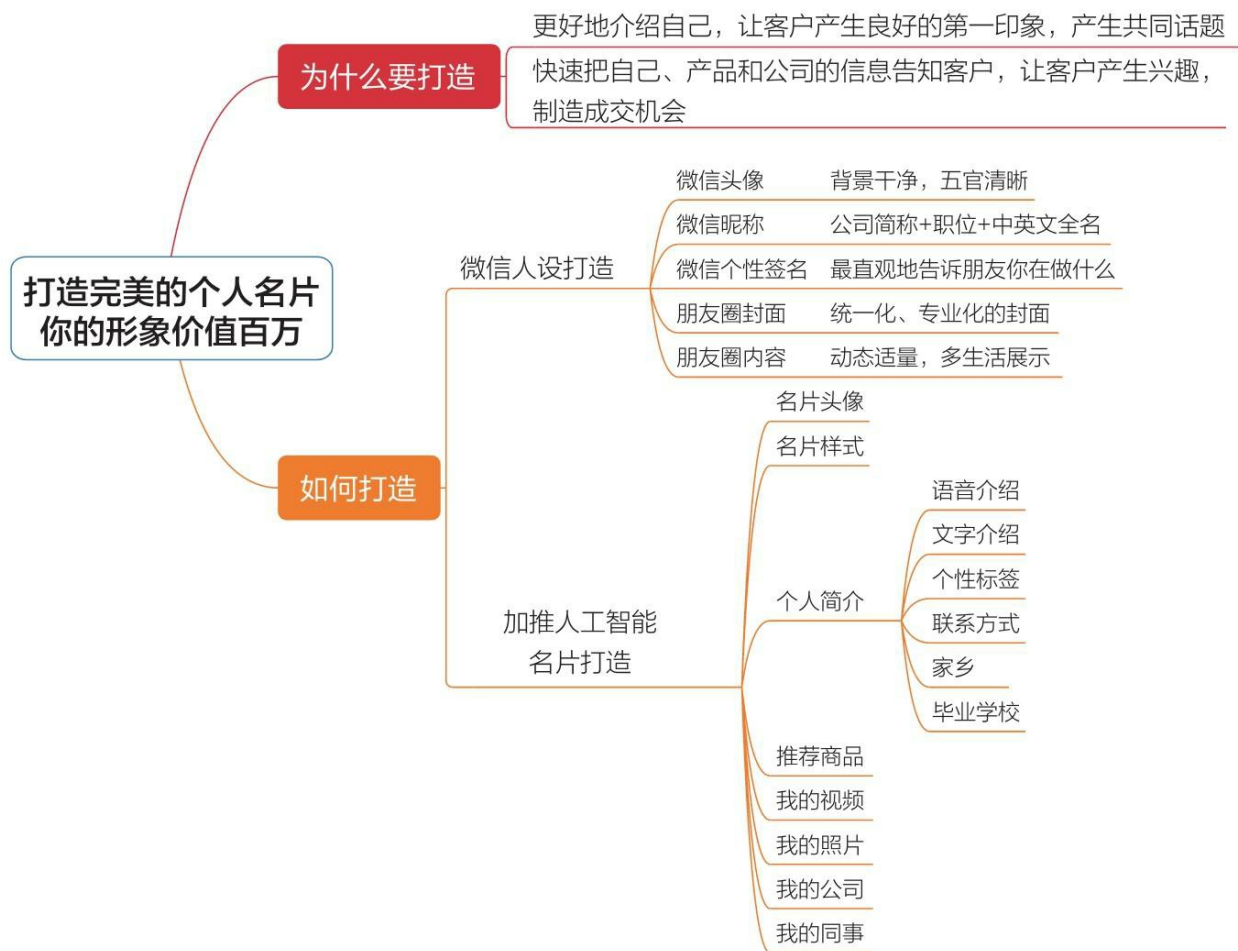 打造完美的个人名片
你的形象价值百万
为什么要打造
更好地介绍自己，让客户产生良好的第一印象，产生共同话题
快速把自己、产品和公司的信息告知客户，让客户产生兴趣，
制造成交机会
如何打造
微信人设打造
微信头像 背景干净，五官清晰
微信昵称 公司简称+职位+中英文全名
微信个性签名 最直观地告诉朋友你在做什么
朋友圈封面 统一化、专业化的封面
朋友圈内容 动态适量，多生活展示
加推人工智能
名片打造
名片头像
名片样式
个人简介
语音介绍
文字介绍
个性标签
联系方式
家乡
毕业学校
推荐商品
我的视频
我的照片
我的公司
我的同事